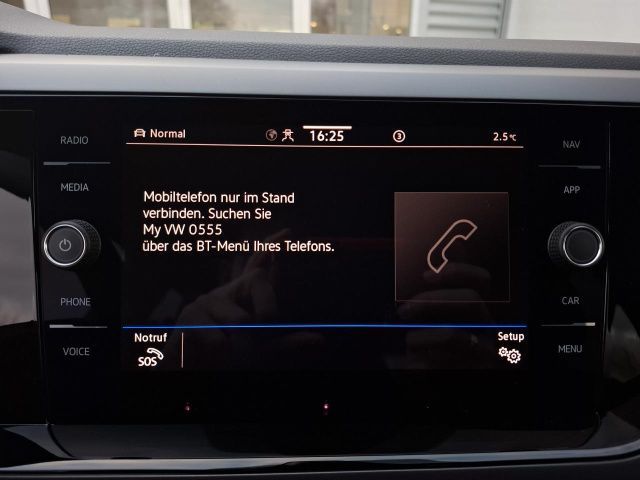 RADIO
MEDIA
PHONE
VOICE
Normal
16:25
3
2.5°C
Mobiltelefon nur im Stand
verbinden. Suchen Sie
My VW 0555
über das BT-Menü Ihres Telefons.
Notruf
SOS
Setup
NAV
APP
CAR
MENU